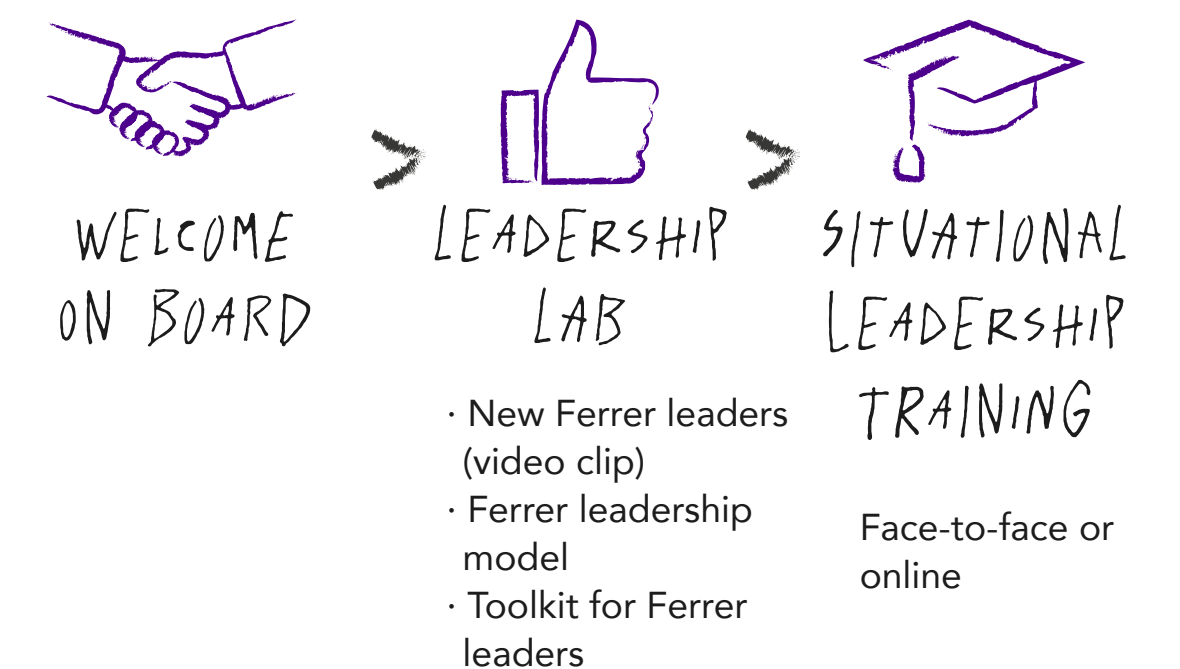 WELCOME
ON BOARD
>
LEADERSHIP
LAB
· New Ferrer leaders
(video clip)
· Ferrer leadership
model
· Toolkit for Ferrer
leaders
>
SITUATIONAL
LEADERSHIP
TRAINING
Face-to-face or
online